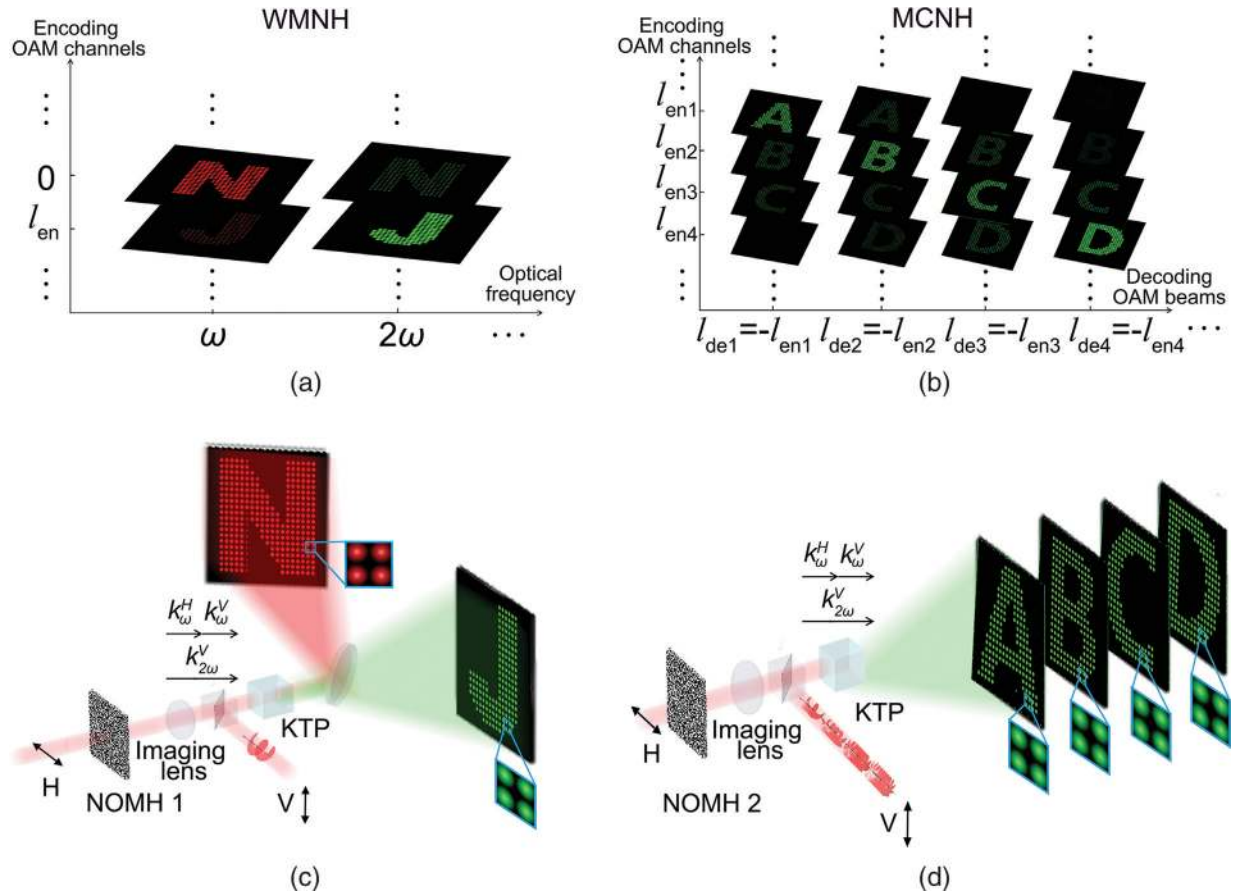 WMNH
Encoding
OAM channels
0
l_en
ω
2ω
Optical
frequency
N
J
N
J
(a)
MCNH
Encoding
OAM channels
l_en1
l_en2
l_en3
l_en4
A
B
C
A
B
C
D
B
C
D
B
C
D
Decoding
OAM beams
l_de1=-l_en1
l_de2=-l_en2
l_de3=-l_en3
l_de4=-l_en4
(b)
N
J
k_ω^H k_ω^V
k_2ω^V
KTP
Imaging
lens
H
NOMH 1
V
(c)
k_ω^H k_ω^V
k_2ω^V
A
B
C
D
KTP
Imaging
lens
H
NOMH 2
V
(d)